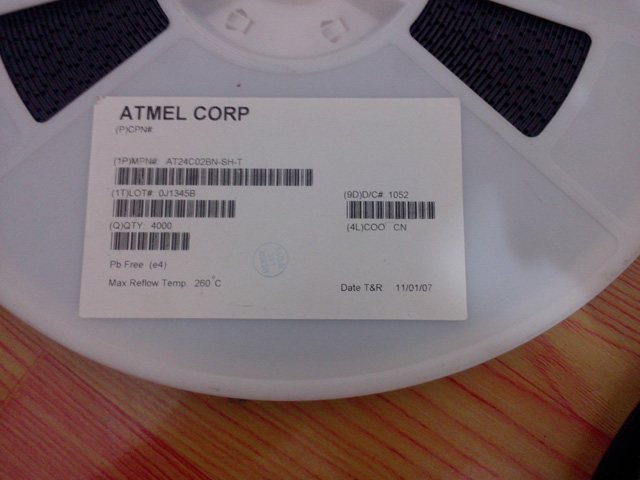 ATMEL CORP
(P)CPN#:
(1P)MPN#: AT24C02BN-SH-T
(1T)LOT#: 0J1345B
(9D)D/C#: 1052
(Q)QTY: 4000
(4L)COO: CN
Pb Free (e4)
Max Reflow Temp: 260°C
Date T&R 11/01/07